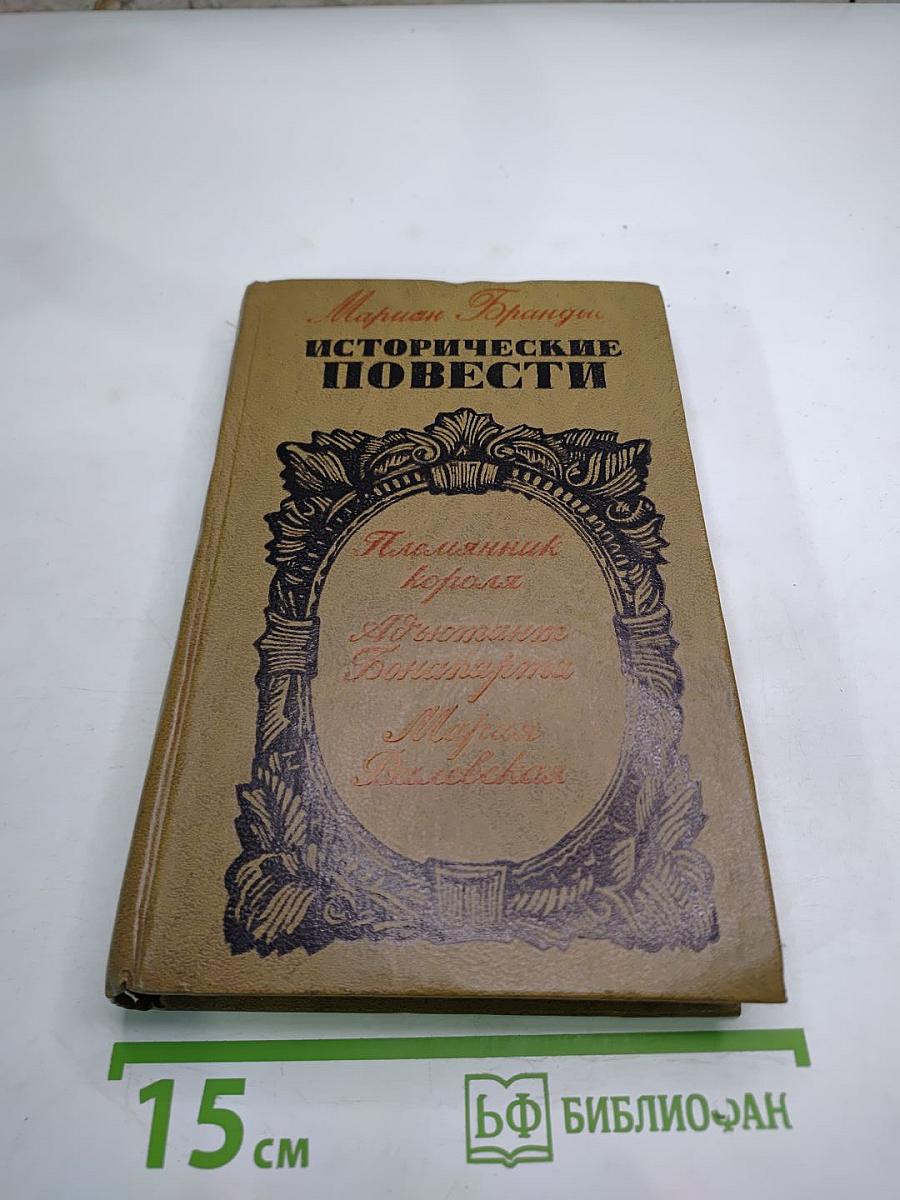 Мариан Брандыс
ИСТОРИЧЕСКИЕ
ПОВЕСТИ
Племянник
короля
Адъютант
Бонапарта
Мария
Валевская
15 см
БФ БИБЛИОФАН